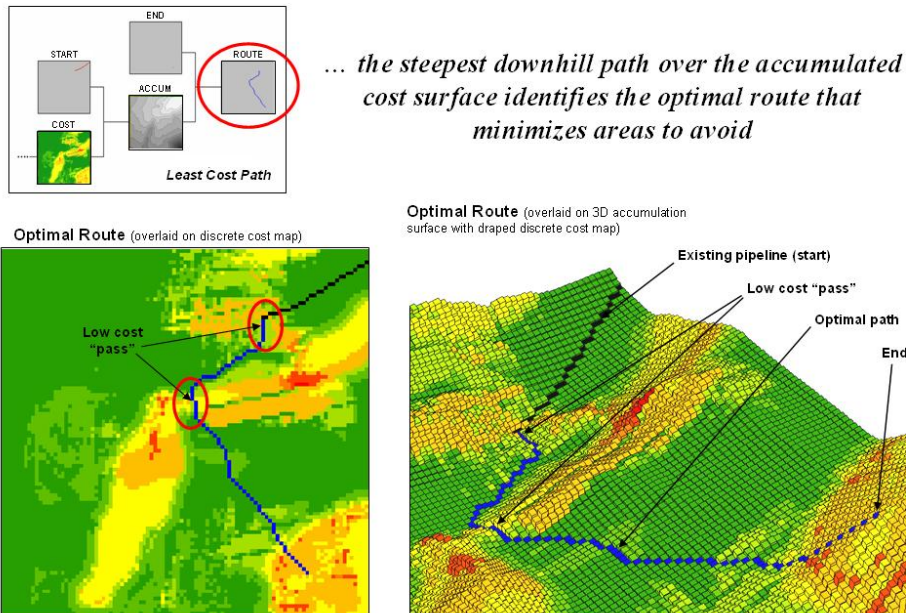 END
START
ROUTE
ACCUM
COST
Least Cost Path
... the steepest downhill path over the accumulated
cost surface identifies the optimal route that
minimizes areas to avoid
Optimal Route (overlaid on discrete cost map)
Low cost
“pass”
Optimal Route (overlaid on 3D accumulation
surface with draped discrete cost map)
Existing pipeline (start)
Low cost “pass”
Optimal path
End